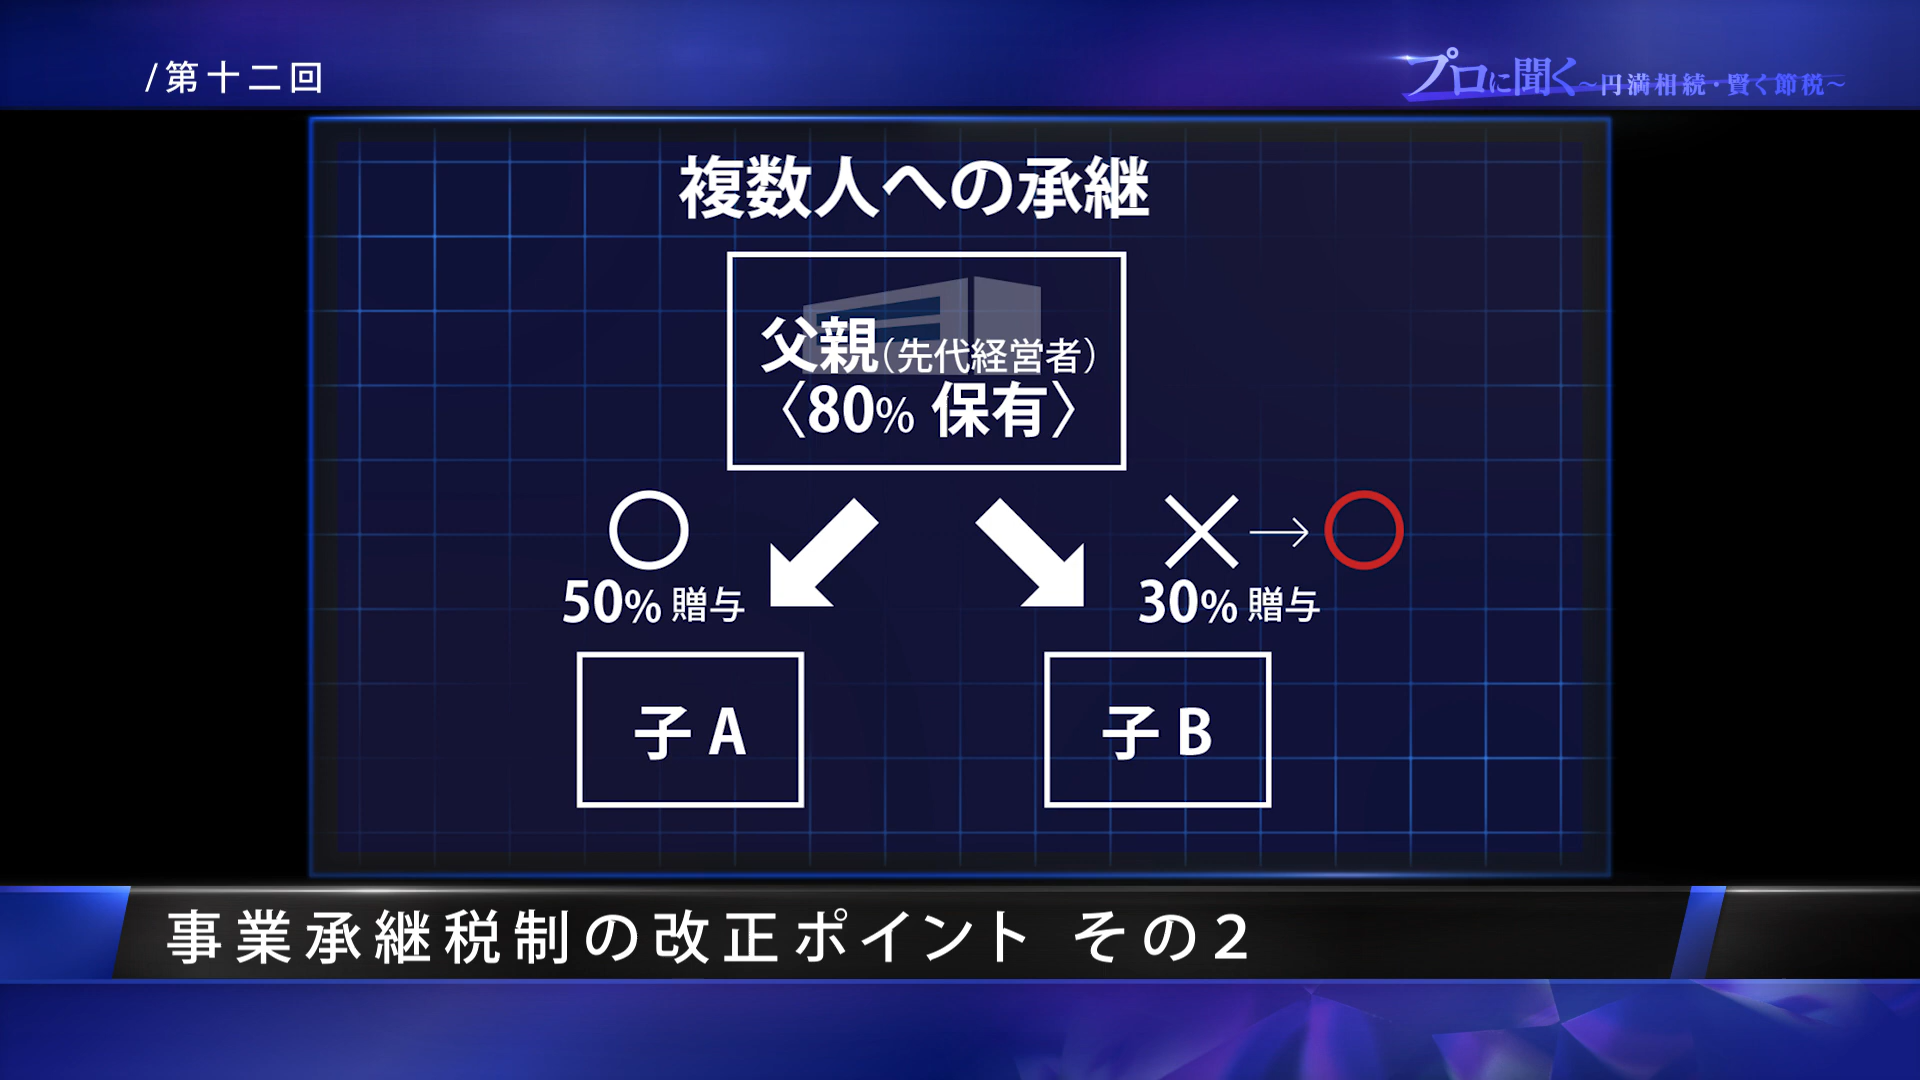 /第十二回
プロに聞く~円満相続・賢く節税~
複数人への承継
父親(先代経営者)
〈80% 保有〉
50% 贈与
30% 贈与
子 A
子 B
事業承継税制の改正ポイント その2